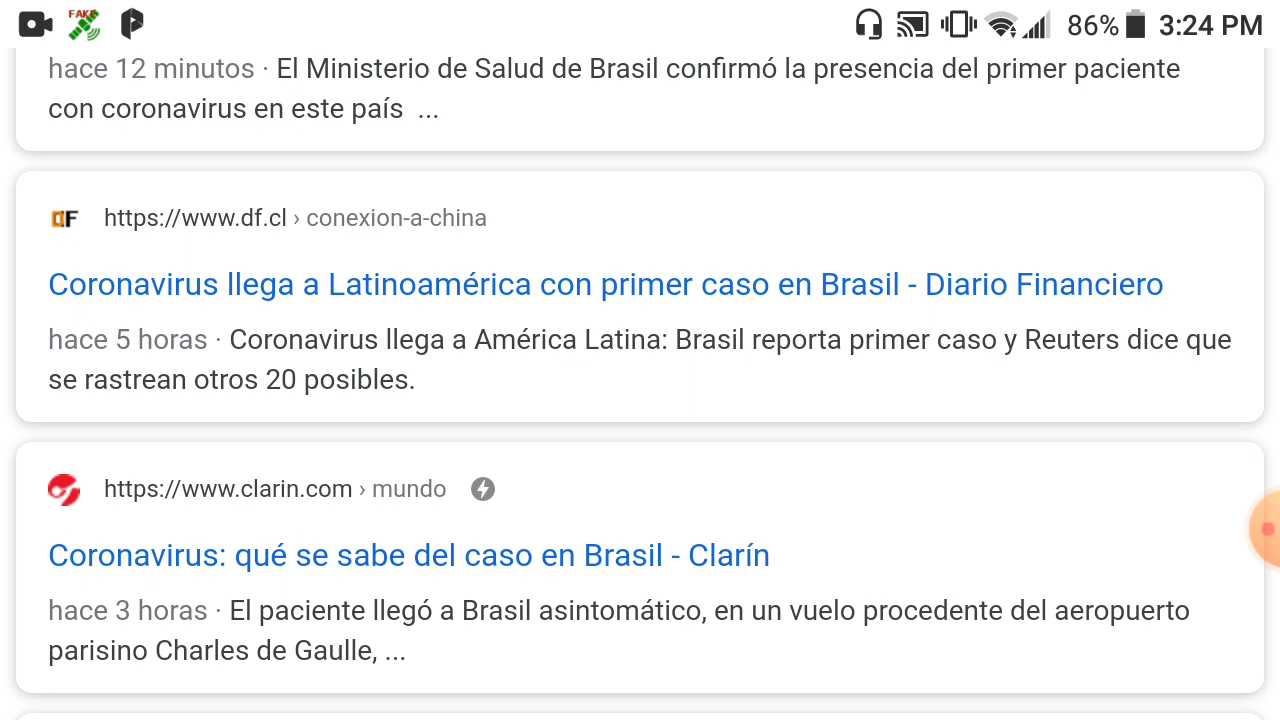 FAKE
86% 3:24 PM
hace 12 minutos · El Ministerio de Salud de Brasil confirmó la presencia del primer paciente
con coronavirus en este país ...
DF https://www.df.cl › conexion-a-china
Coronavirus llega a Latinoamérica con primer caso en Brasil - Diario Financiero
hace 5 horas · Coronavirus llega a América Latina: Brasil reporta primer caso y Reuters dice que
se rastrean otros 20 posibles.
https://www.clarin.com › mundo
Coronavirus: qué se sabe del caso en Brasil - Clarín
hace 3 horas · El paciente llegó a Brasil asintomático, en un vuelo procedente del aeropuerto
parisino Charles de Gaulle, ...